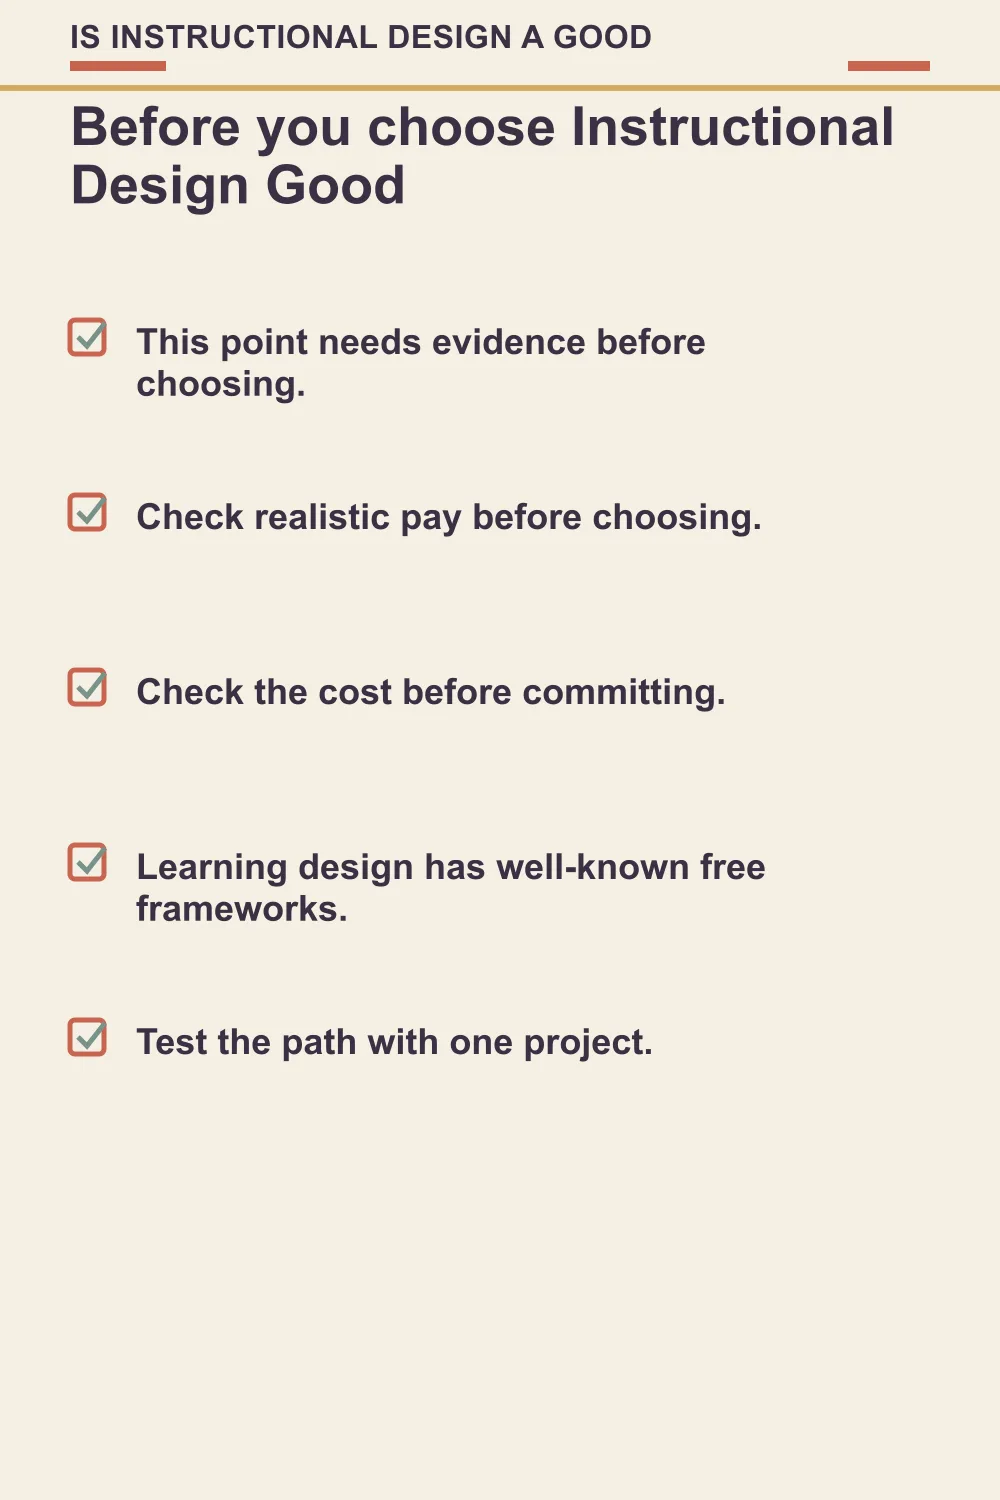 IS INSTRUCTIONAL DESIGN A GOOD
Before you choose Instructional
Design Good
This point needs evidence before
choosing.
Check realistic pay before choosing.
Check the cost before committing.
Learning design has well-known free
frameworks.
Test the path with one project.